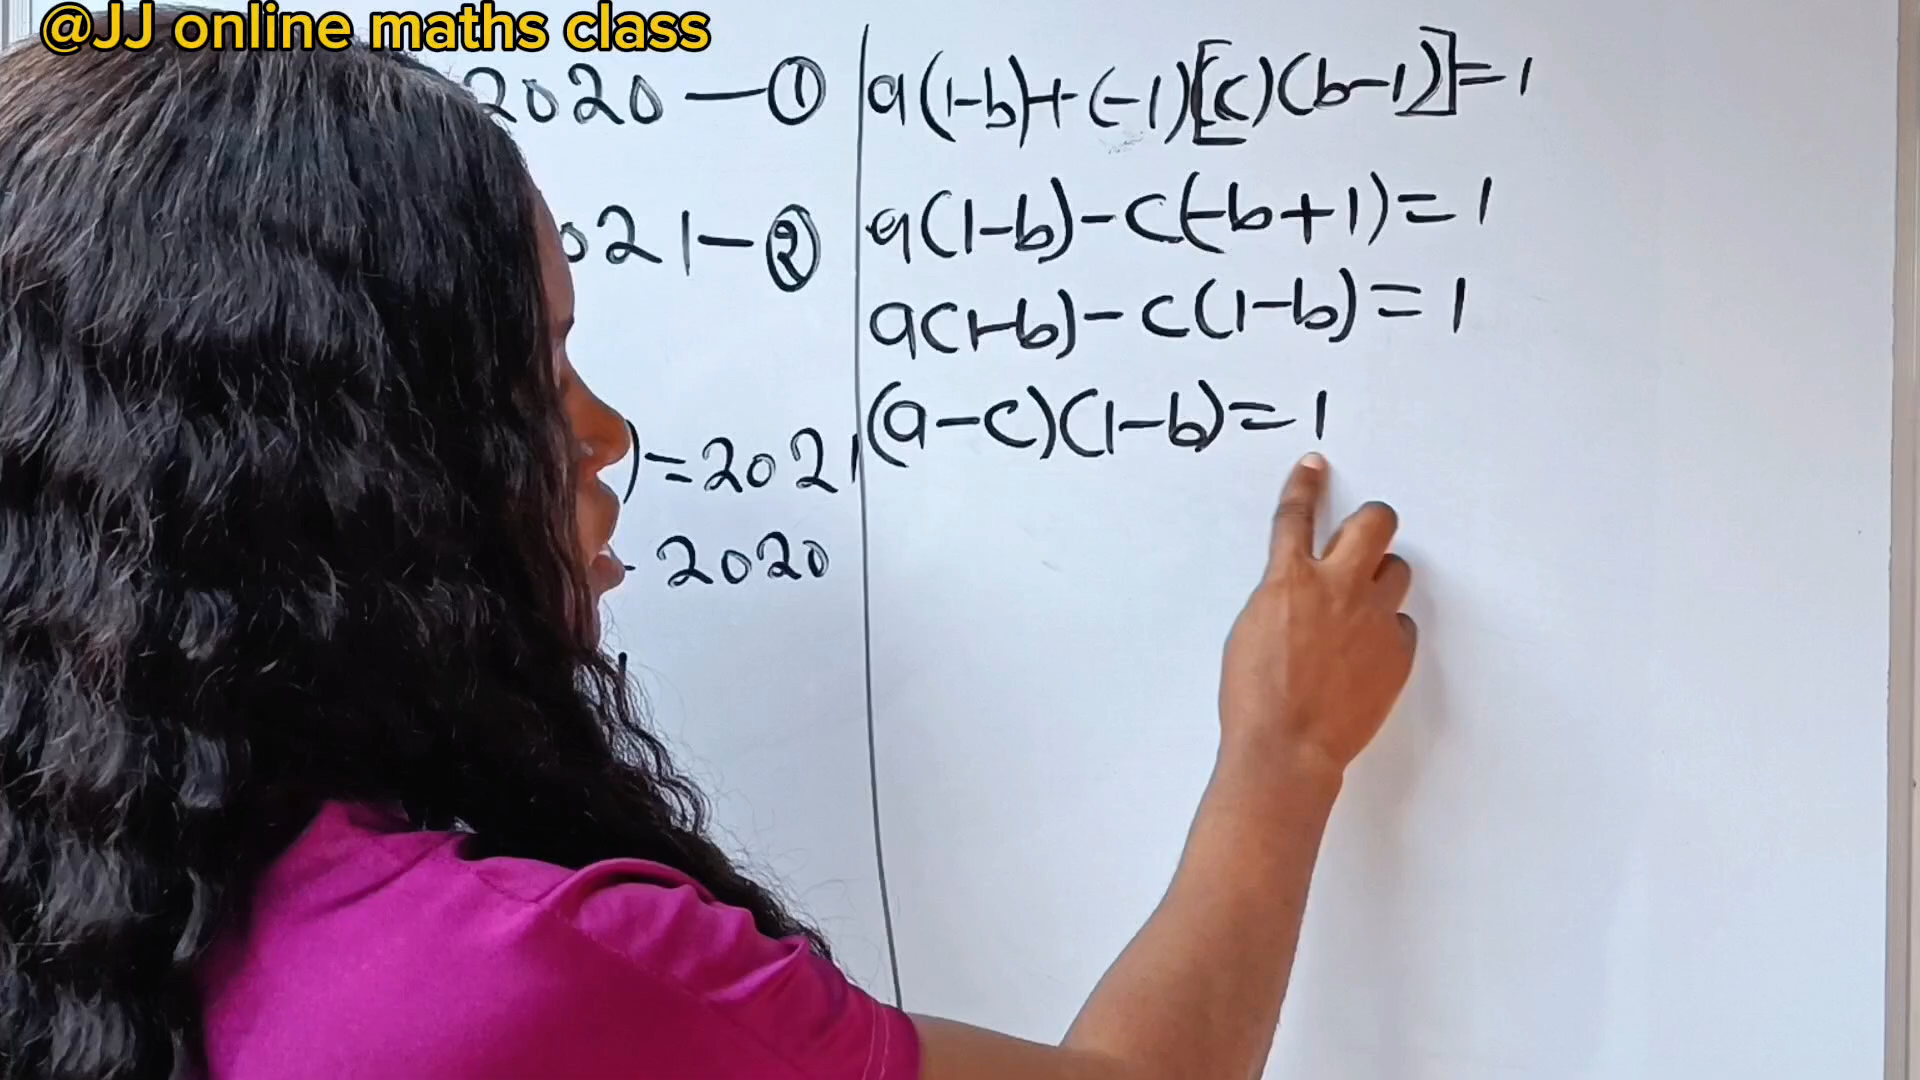 @JJ online maths class
2020 — ①
021 — ②
) = 2021
- 2020
a(1-b)+(-1)[(c)(b-1)]=1
a(1-b)-c(-b+1)=1
a(1-b)-c(1-b)=1
(a-c)(1-b)=1